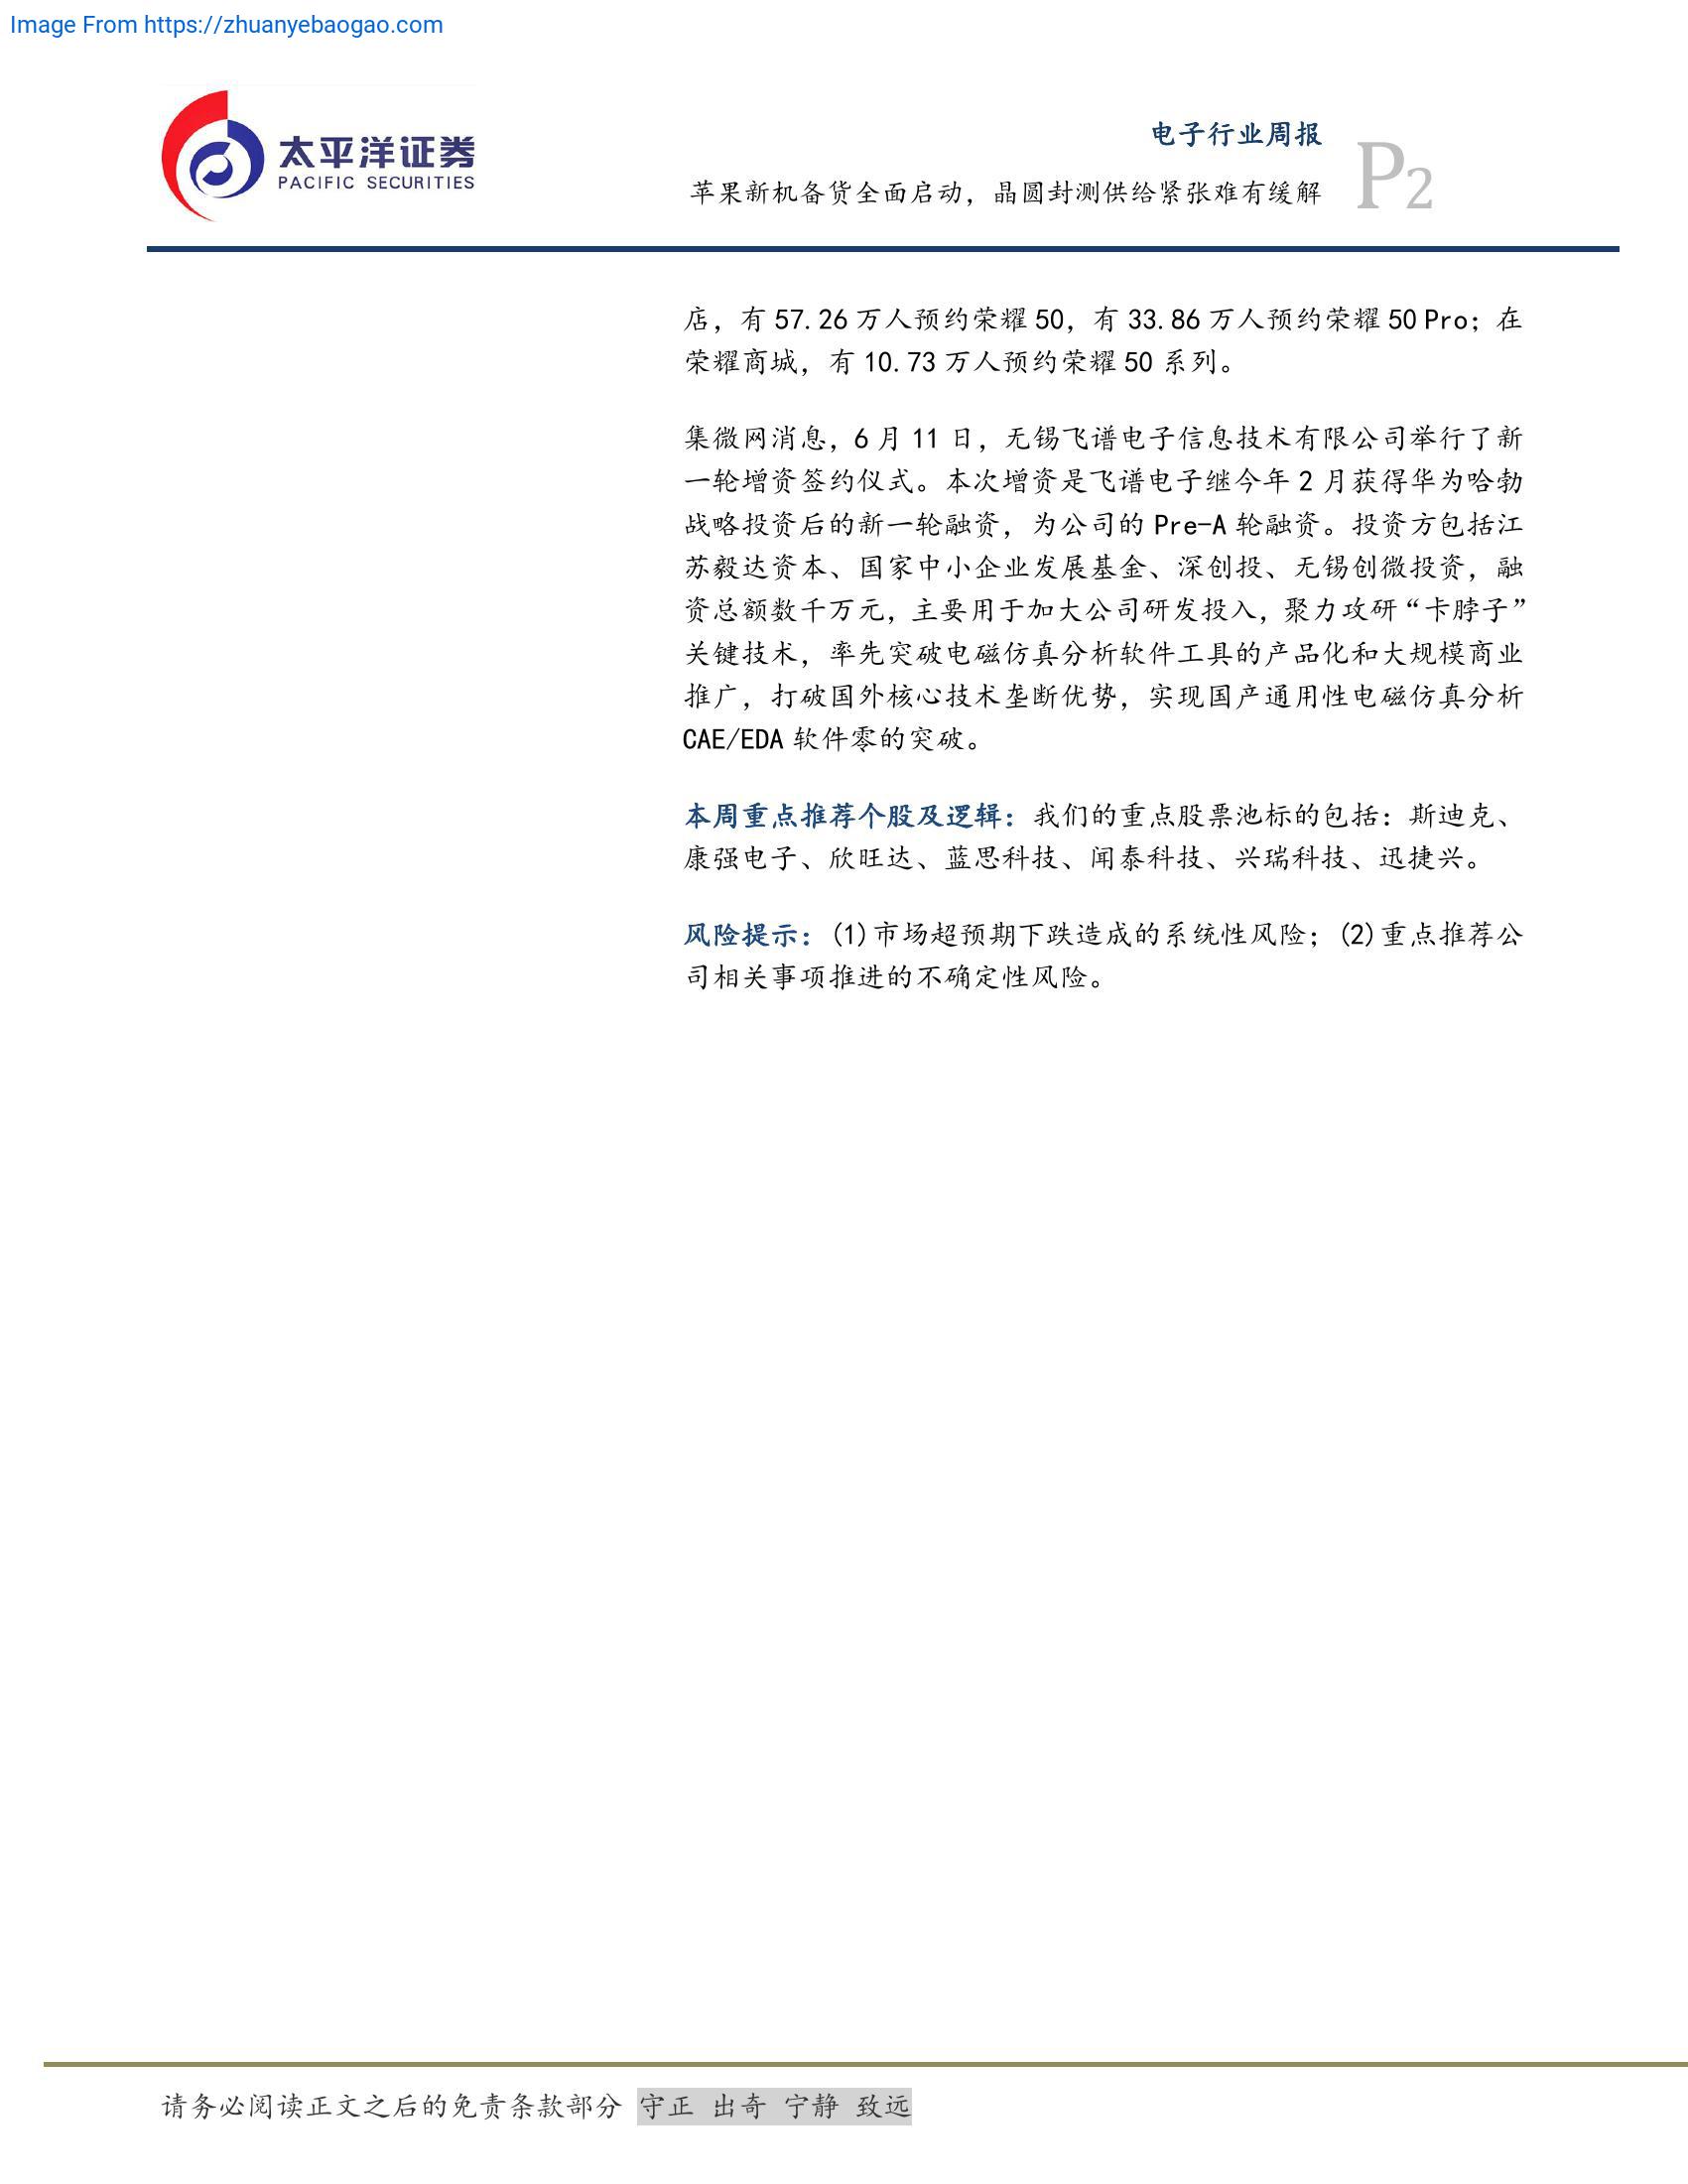 Image From https://zhuanyebaogao.com
太平洋证券
PACIFIC SECURITIES
电子行业周报
苹果新机备货全面启动，晶圆封测供给紧张难有缓解
P2
店，有 57.26 万人预约荣耀 50，有 33.86 万人预约荣耀 50 Pro；在
荣耀商城，有 10.73 万人预约荣耀 50 系列。
集微网消息，6 月 11 日，无锡飞谱电子信息技术有限公司举行了新
一轮增资签约仪式。本次增资是飞谱电子继今年 2 月获得华为哈勃
战略投资后的新一轮融资，为公司的 Pre-A 轮融资。投资方包括江
苏毅达资本、国家中小企业发展基金、深创投、无锡创微投资，融
资总额数千万元，主要用于加大公司研发投入，聚力攻研“卡脖子”
关键技术，率先突破电磁仿真分析软件工具的产品化和大规模商业
推广，打破国外核心技术垄断优势，实现国产通用性电磁仿真分析
CAE/EDA 软件零的突破。
本周重点推荐个股及逻辑：我们的重点股票池标的包括：斯迪克、
康强电子、欣旺达、蓝思科技、闻泰科技、兴瑞科技、迅捷兴。
风险提示：(1)市场超预期下跌造成的系统性风险；(2)重点推荐公
司相关事项推进的不确定性风险。
请务必阅读正文之后的免责条款部分 守正 出奇 宁静 致远